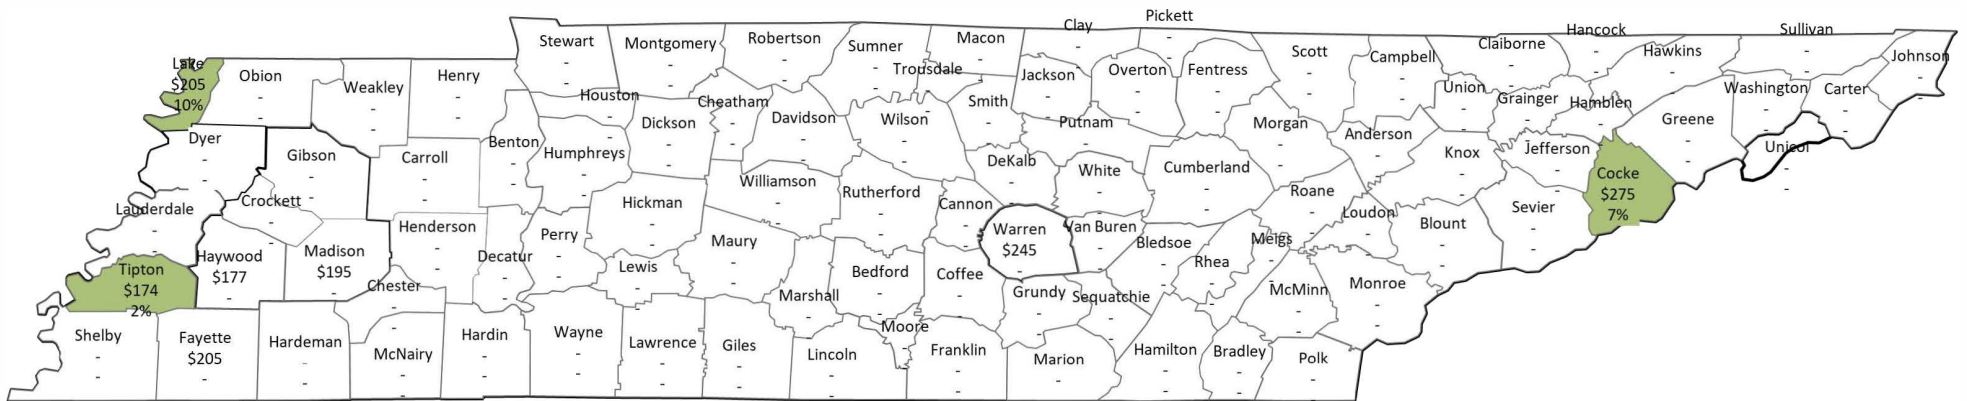 Lake
$205
10%
Obion
-
Weakley
-
Henry
-
Stewart
-
Montgomery
-
Robertson
-
Sumner
-
Trousdale
-
Macon
-
Clay
-
Pickett
-
Jackson
-
Overton
-
Fentress
-
Scott
-
Campbell
-
Claiborne
-
Hancock
-
Hawkins
-
Sullivan
-
Johnson
-
Dyer
-
Gibson
-
Carroll
-
Benton
-
Houston
-
Humphreys
-
Dickson
-
Cheatham
-
Davidson
-
Wilson
-
Smith
-
Putnam
-
Morgan
-
Anderson
-
Union
-
Grainger
-
Hamblen
-
Greene
-
Washington
-
Carter
-
Unicoi
-
Lauderdale
-
Crockett
-
Henderson
-
Decatur
-
Perry
-
Hickman
-
Williamson
-
Rutherford
-
Cannon
-
DeKalb
-
White
-
Cumberland
-
Roane
-
Loudon
-
Knox
-
Jefferson
-
Cocke
$275
7%
Sevier
-
Blount
-
Tipton
$174
2%
Haywood
$177
Madison
$195
Chester
-
Lewis
-
Maury
-
Marshall
-
Bedford
-
Coffee
-
Warren
$245
Van Buren
-
Bledsoe
-
Rhea
-
Meigs
-
McMinn
-
Monroe
-
Shelby
-
Fayette
$205
-
Hardeman
-
McNairy
-
Hardin
-
Wayne
-
Lawrence
-
Giles
-
Lincoln
-
Moore
-
Franklin
-
Grundy
-
Sequatchie
-
Marion
-
Hamilton
-
Bradley
-
Polk
-